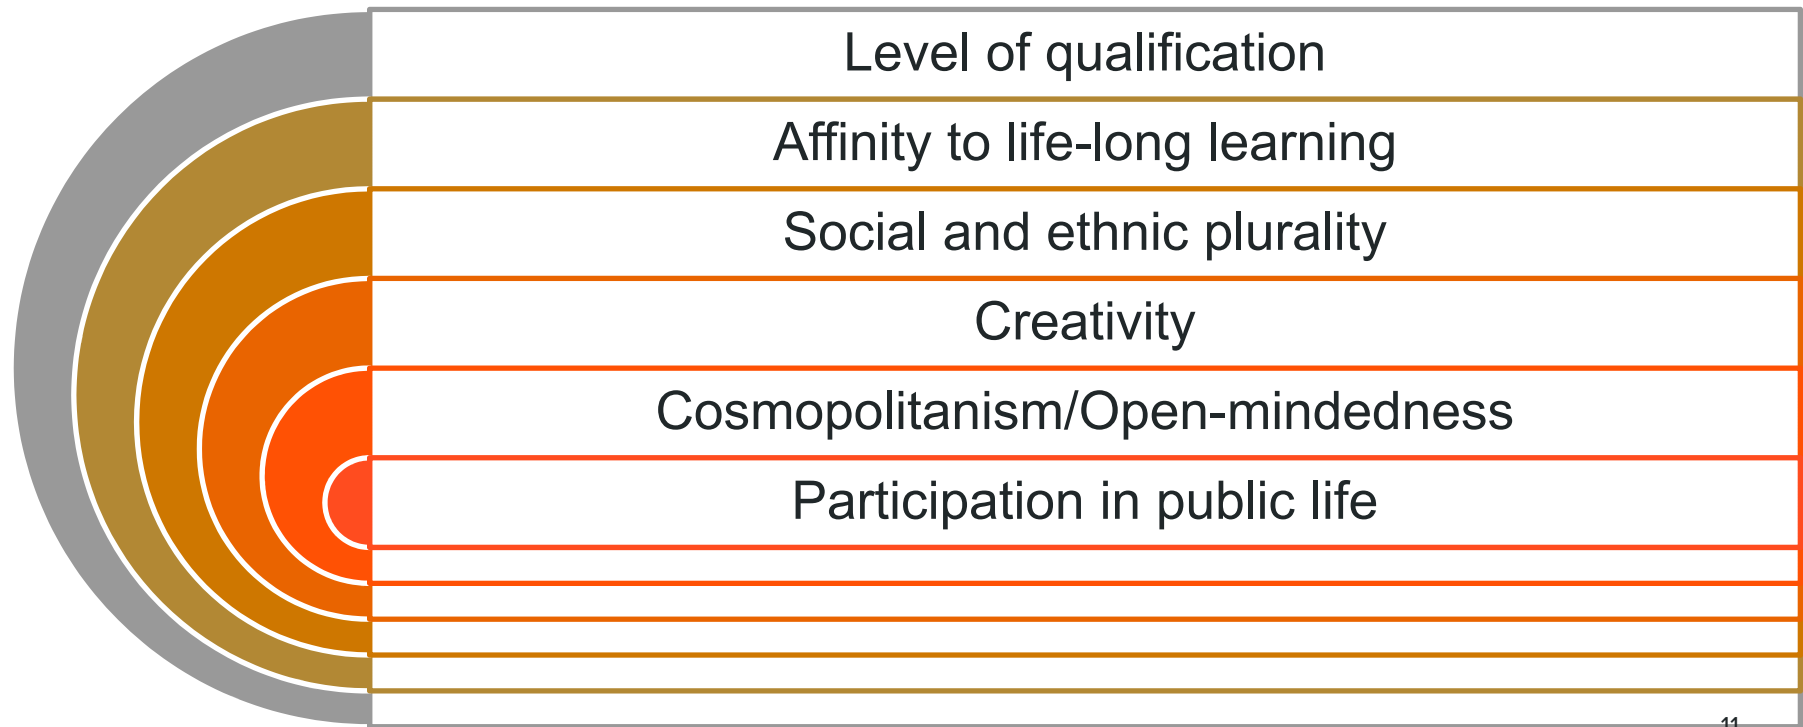 Level of qualification
Affinity to life-long learning
Social and ethnic plurality
Creativity
Cosmopolitanism/Open-mindedness
Participation in public life
11